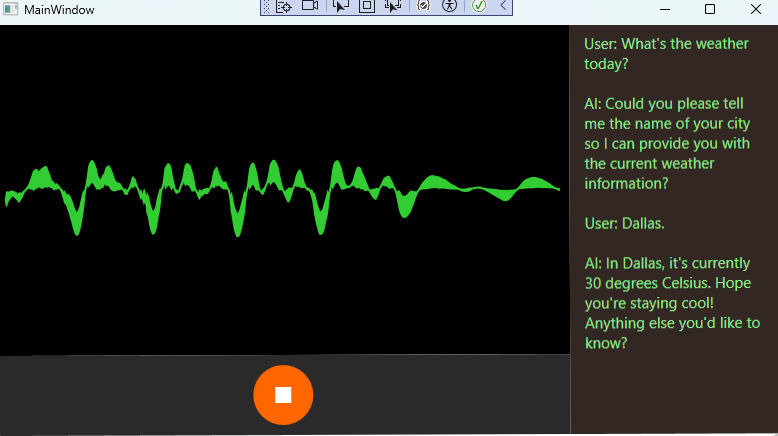 MainWindow
User: What's the weather
today?
AI: Could you please tell
me the name of your city
so I can provide you with
the current weather
information?
User: Dallas.
AI: In Dallas, it's currently
30 degrees Celsius. Hope
you're staying cool!
Anything else you'd like to
know?